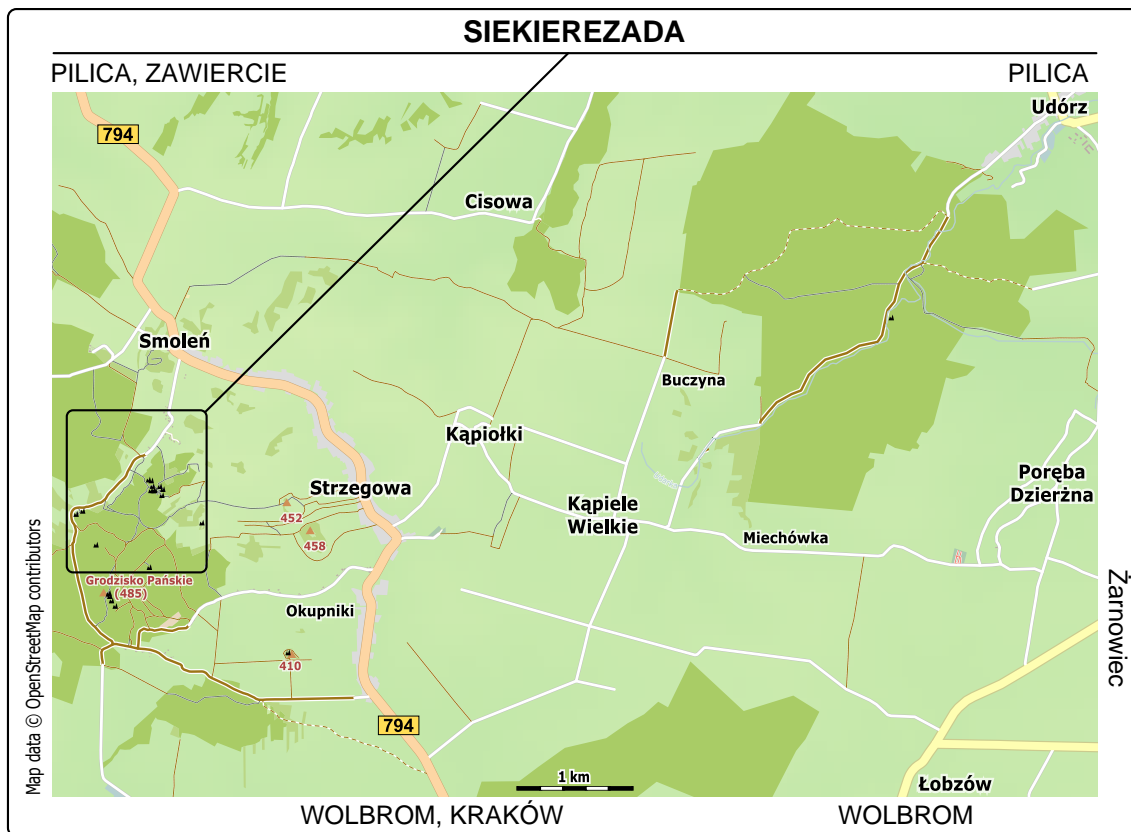 SIEKIEREZADA
PILICA, ZAWIERCIE
PILICA
Udórz
794
Cisowa
Smoleń
Buczyna
Kąpiołki
Strzegowa
452
458
Kąpiele
Wielkie
Poręba
Dzierżna
Miechówka
Grodzisko Pańskie
(485)
Okupniki
410
Żarnowiec
794
1 km
Łobzów
Map data © OpenStreetMap contributors
WOLBROM, KRAKÓW
WOLBROM